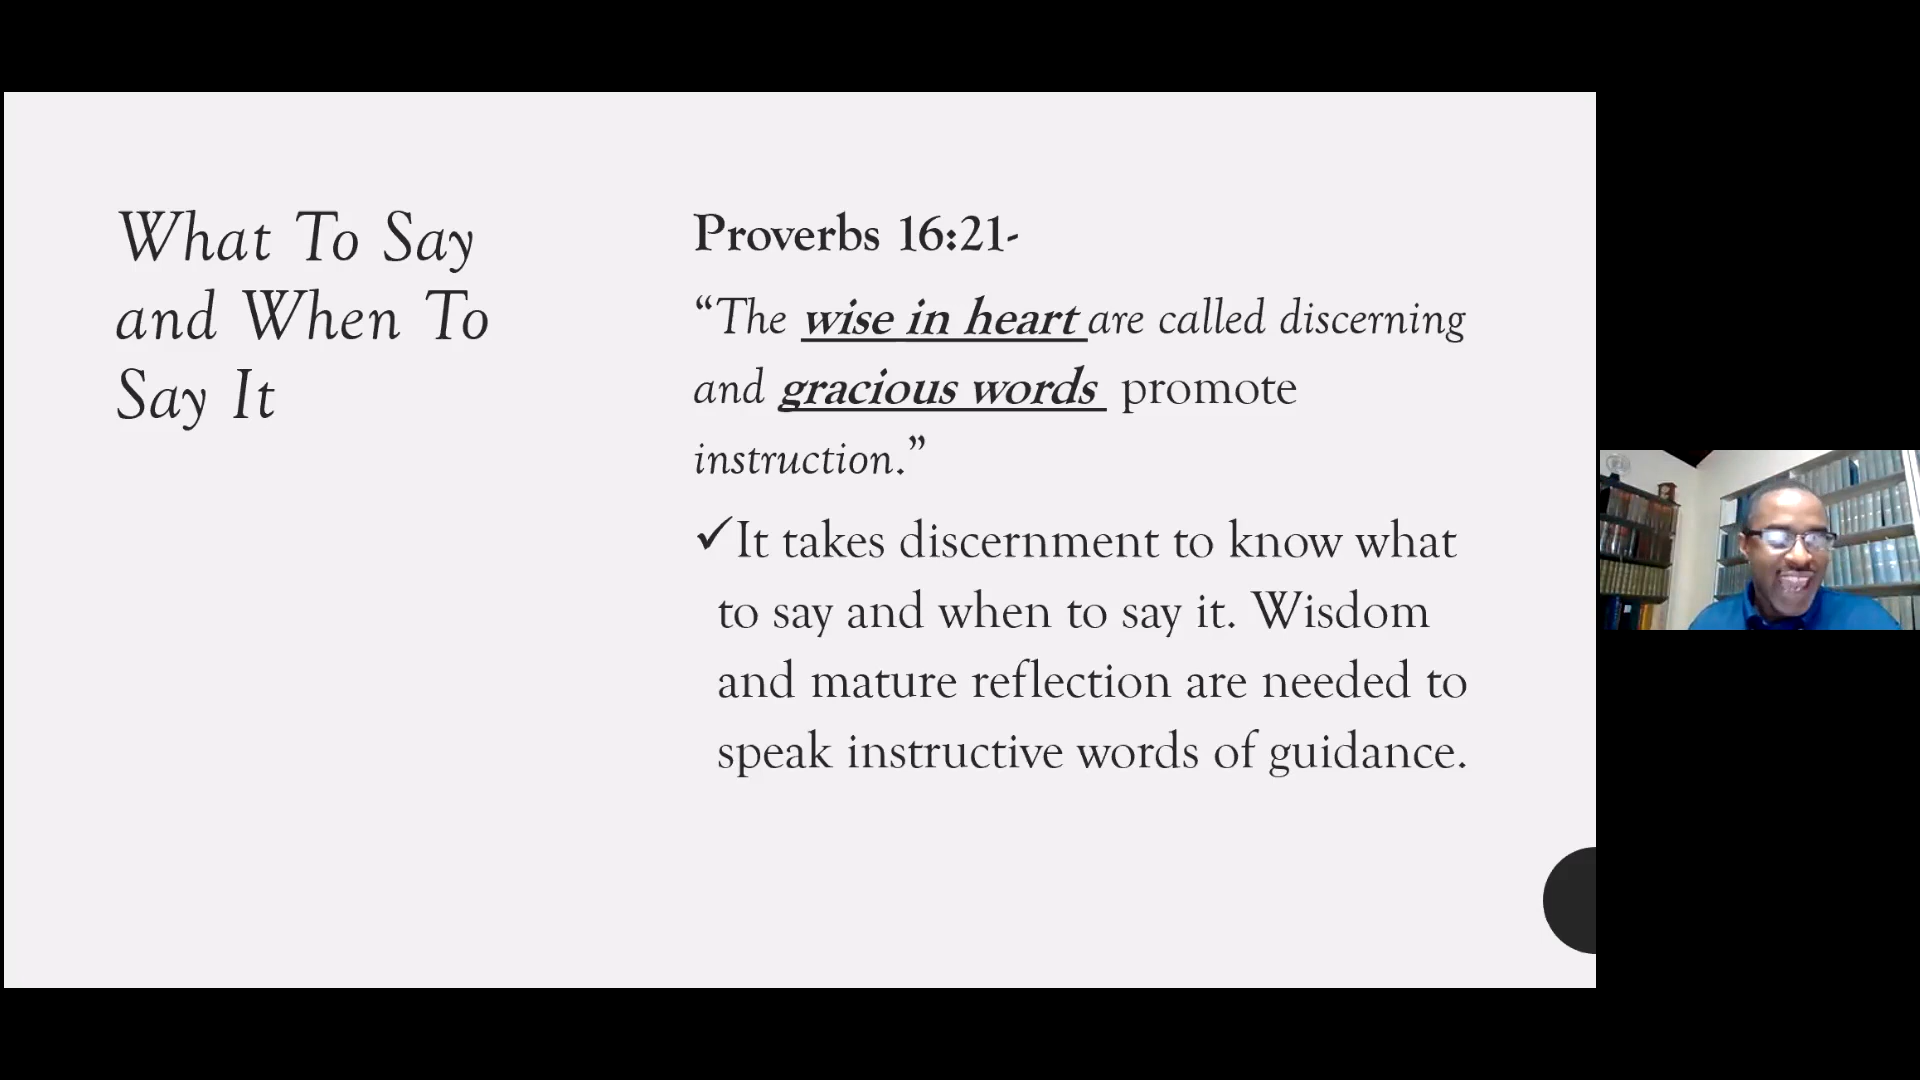 What To Say
and When To
Say It
Proverbs 16:21-
“The wise in heart are called discerning
and gracious words promote
instruction.”
✓It takes discernment to know what
to say and when to say it. Wisdom
and mature reflection are needed to
speak instructive words of guidance.